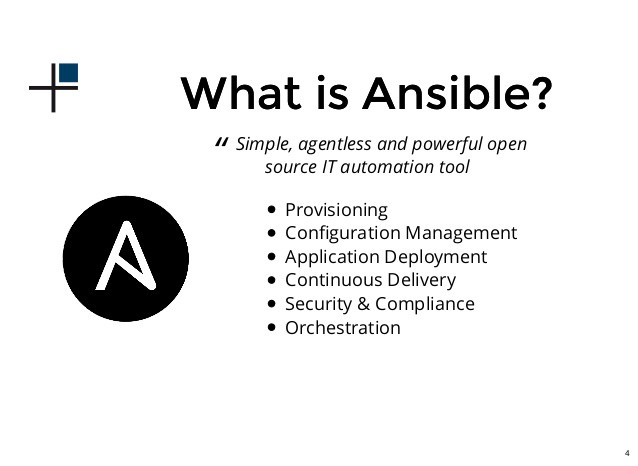 What is Ansible?
“ Simple, agentless and powerful open
source IT automation tool
• Provisioning
• Configuration Management
• Application Deployment
• Continuous Delivery
• Security & Compliance
• Orchestration
4